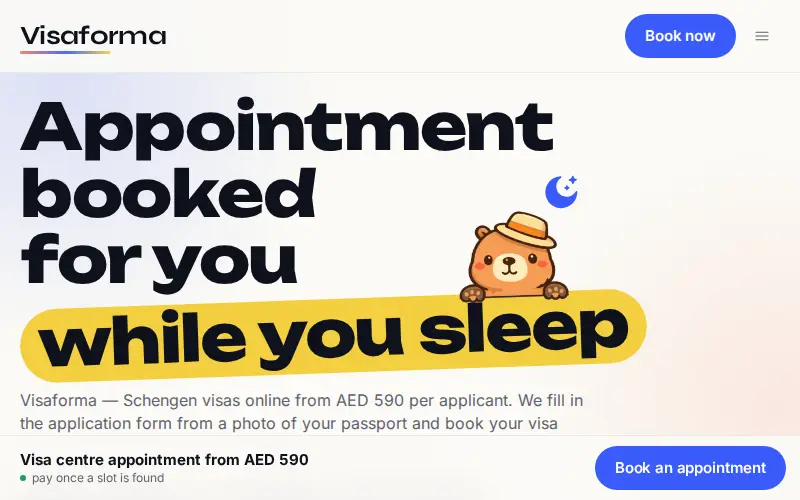 Visaforma
Book now
Appointment
booked
for you
while you sleep
Visaforma — Schengen visas online from AED 590 per applicant. We fill in
the application form from a photo of your passport and book your visa
Visa centre appointment from AED 590
pay once a slot is found
Book an appointment